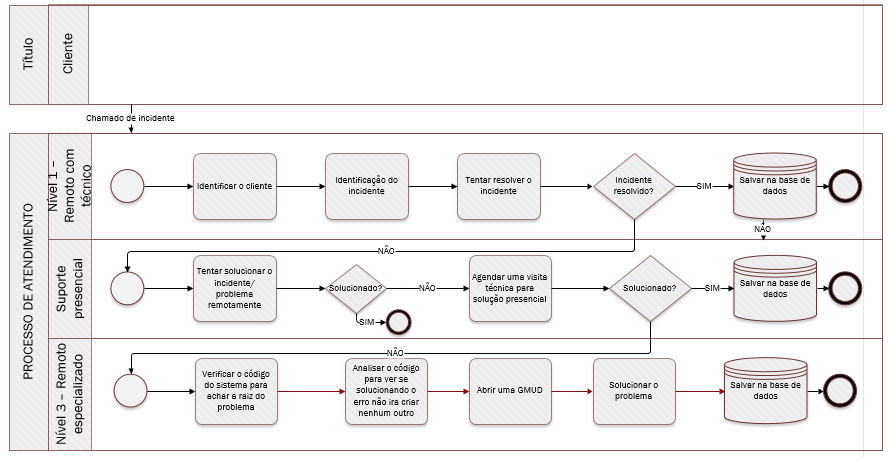 Título
Cliente
Chamado de incidente
PROCESSO DE ATENDIMENTO
Nível 1 –
Remoto com
técnico
Identificar o cliente
Identificação do
incidente
Tentar resolver o
incidente
Incidente
resolvido?
SIM
Salvar na base de
dados
NÃO
NÃO
Suporte
presencial
Tentar solucionar o
incidente/
problema
remotamente
Solucionado?
NÃO
SIM
Agendar uma visita
técnica para
solução presencial
Solucionado?
SIM
Salvar na base de
dados
NÃO
Nível 3 – Remoto
especializado
Verificar o código
do sistema para
achar a raiz do
problema
Analisar o código
para ver se
solucionando o
erro não ira criar
nenhum outro
Abrir uma GMUD
Solucionar o
problema
Salvar na base de
dados